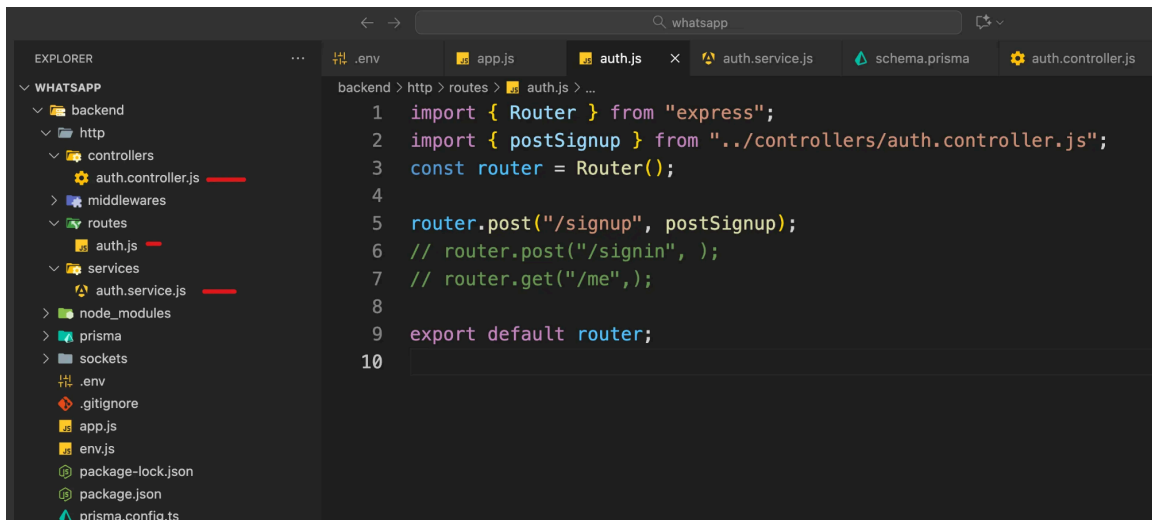 whatsapp
EXPLORER
...
.env
app.js
auth.js
auth.service.js
schema.prisma
auth.controller.js
WHATSAPP
backend
http
controllers
auth.controller.js
middlewares
routes
auth.js
services
auth.service.js
node_modules
prisma
sockets
.env
.gitignore
app.js
env.js
package-lock.json
package.json
prisma.config.ts
backend > http > routes > auth.js > ...
1 import { Router } from "express";
2 import { postSignup } from "../controllers/auth.controller.js";
3 const router = Router();
4
5 router.post("/signup", postSignup);
6 // router.post("/signin", );
7 // router.get("/me",);
8
9 export default router;
10